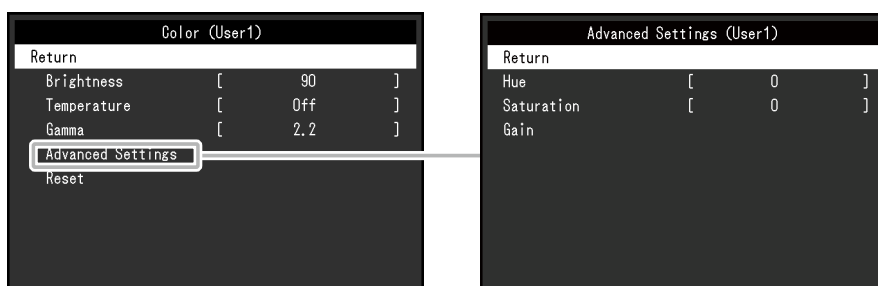 Color (User1)
Return
Brightness [ 90 ]
Temperature [ Off ]
Gamma [ 2.2 ]
Advanced Settings
Reset
Advanced Settings (User1)
Return
Hue [ 0 ]
Saturation [ 0 ]
Gain